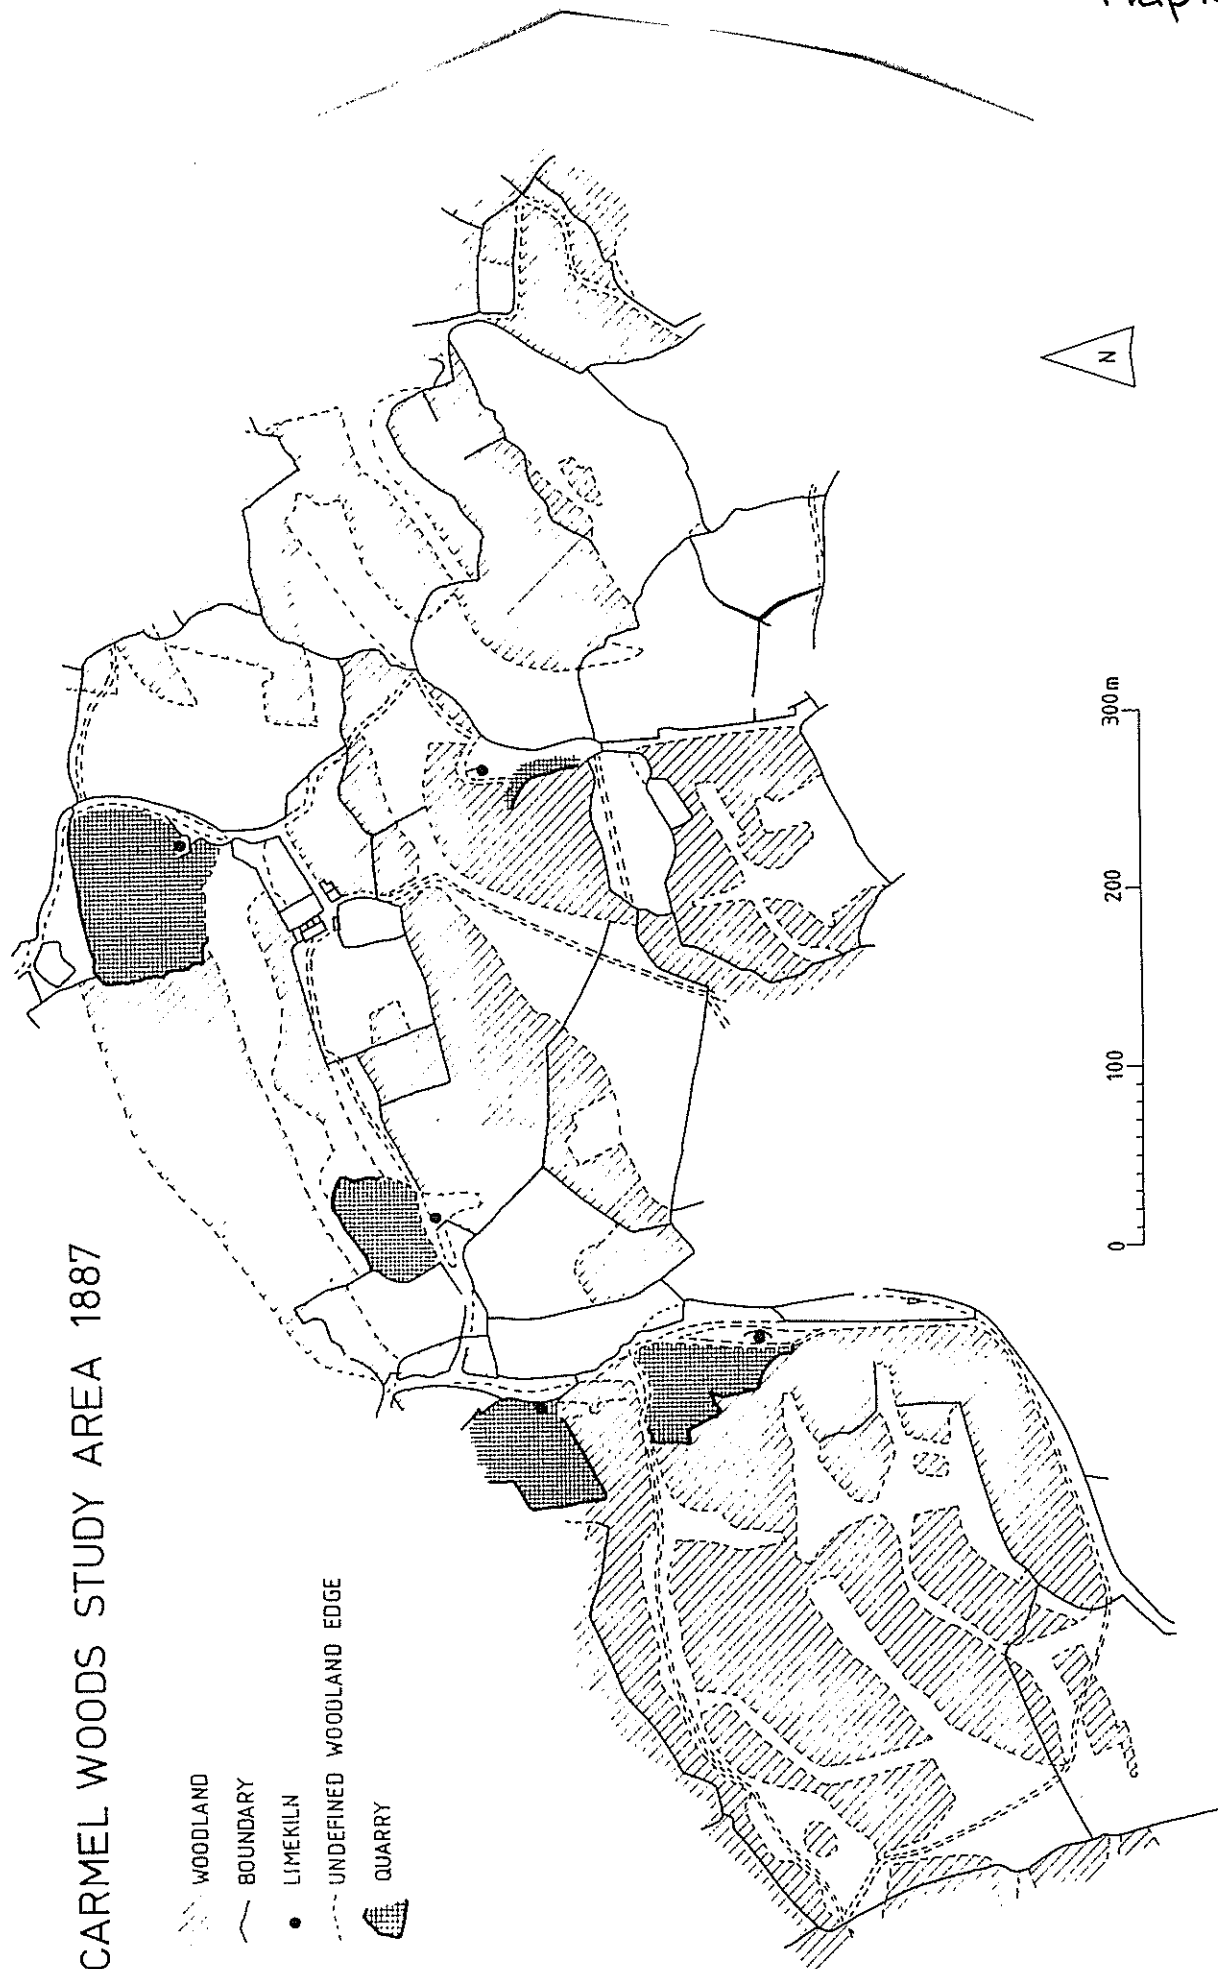 CARMEL WOODS STUDY AREA 1887
WOODLAND
BOUNDARY
LIMEKILN
UNDEFINED WOODLAND EDGE
QUARRY
N
0 100 200 300m